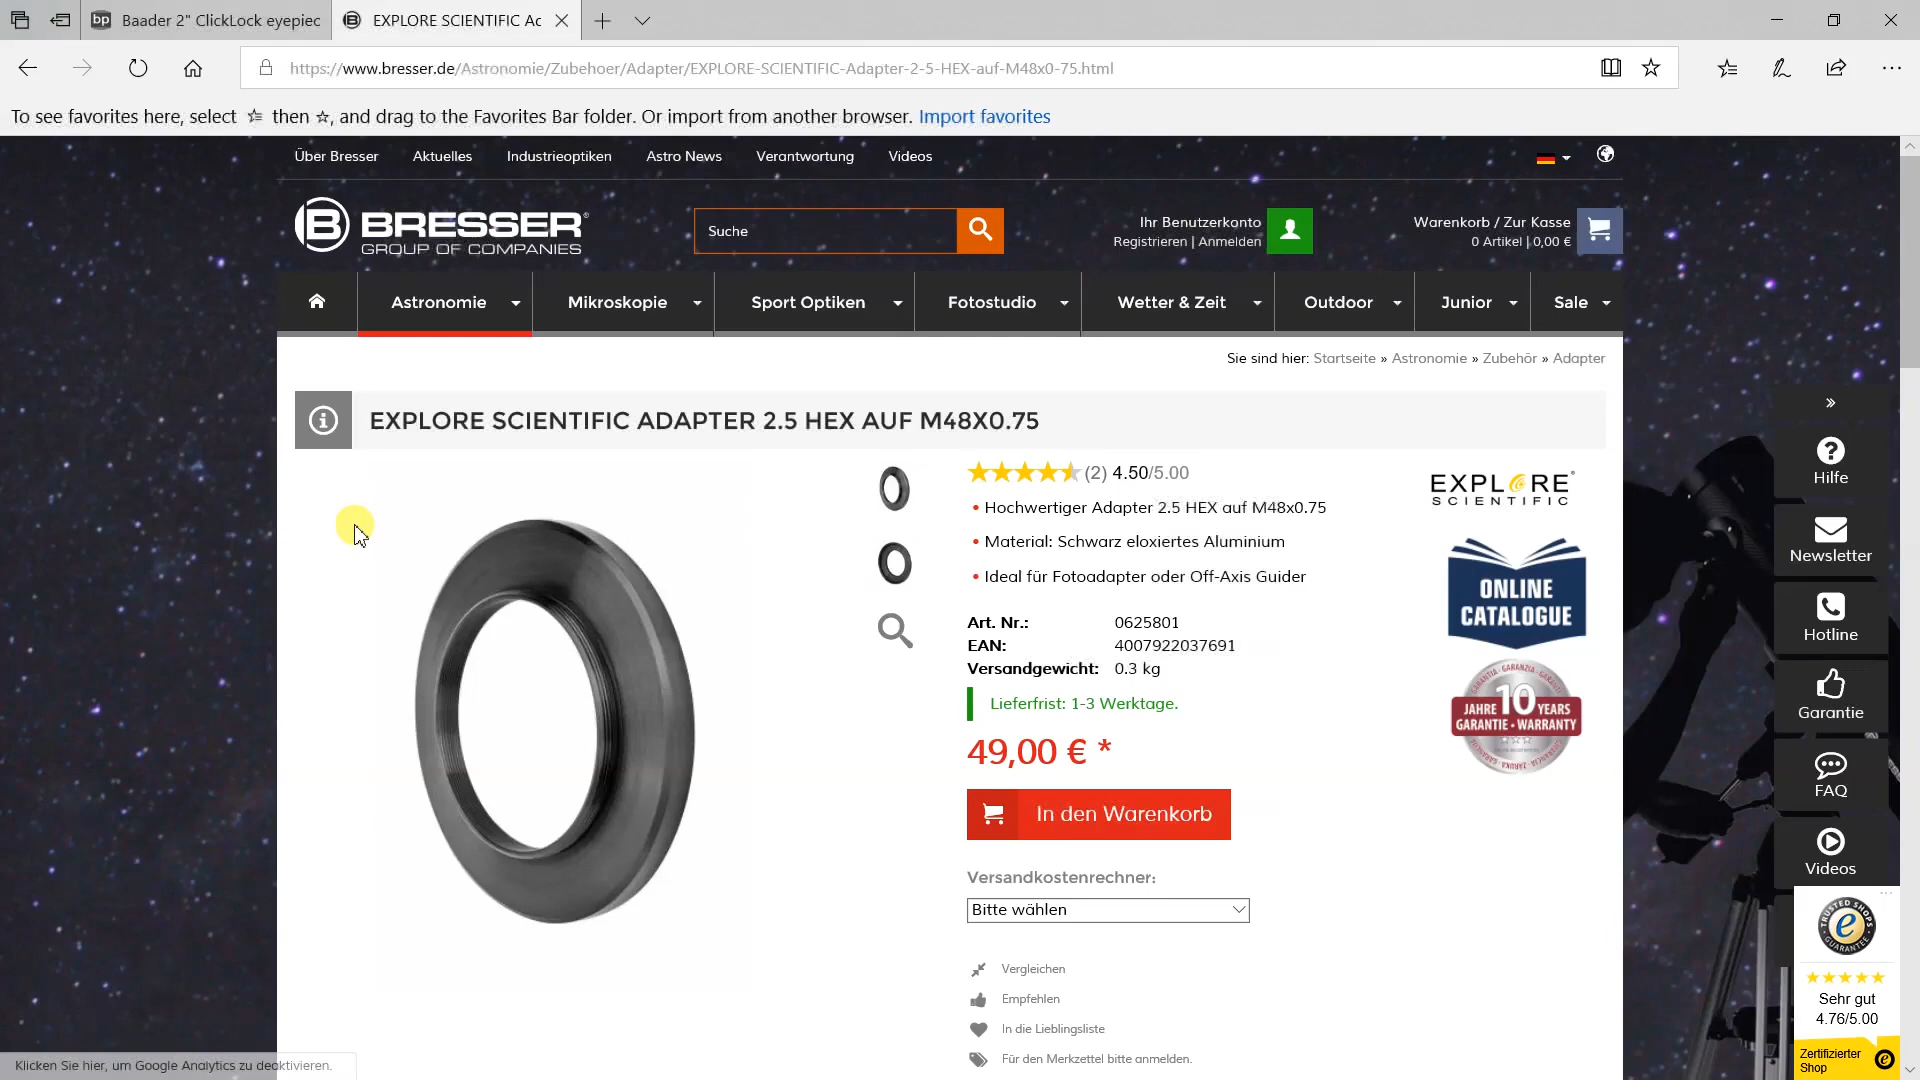 bp Baader 2" ClickLock eyepiec
EXPLORE SCIENTIFIC Ac
https://www.bresser.de/Astronomie/Zubehoer/Adapter/EXPLORE-SCIENTIFIC-Adapter-2-5-HEX-auf-M48x0-75.html
To see favorites here, select then , and drag to the Favorites Bar folder. Or import from another browser. Import favorites
Über Bresser Aktuelles Industrieoptiken Astro News Verantwortung Videos
BRESSER®
GROUP OF COMPANIES
Suche
Ihr Benutzerkonto
Registrieren | Anmelden
Warenkorb / Zur Kasse
0 Artikel | 0,00 €
Astronomie Mikroskopie Sport Optiken Fotostudio Wetter & Zeit Outdoor Junior Sale
Sie sind hier: Startseite » Astronomie » Zubehör » Adapter
EXPLORE SCIENTIFIC ADAPTER 2.5 HEX AUF M48X0.75
(2) 4.50/5.00
• Hochwertiger Adapter 2.5 HEX auf M48x0.75
• Material: Schwarz eloxiertes Aluminium
• Ideal für Fotoadapter oder Off-Axis Guider
Art. Nr.: 0625801
EAN: 4007922037691
Versandgewicht: 0.3 kg
Lieferfrist: 1-3 Werktage.
49,00 € *
In den Warenkorb
Versandkostenrechner:
Bitte wählen
Vergleichen
Empfehlen
In die Lieblingsliste
Für den Merkzettel bitte anmelden.
EXPLORE®
SCIENTIFIC
ONLINE
CATALOGUE
10
JAHRE YEARS
GARANTIE • WARRANTY
»
Hilfe
Newsletter
Hotline
Garantie
FAQ
Videos
TRUSTED SHOPS
e
GUARANTEE
Sehr gut
4.76/5.00
Zertifizierter
Shop
e
Klicken Sie hier, um Google Analytics zu deaktivieren.